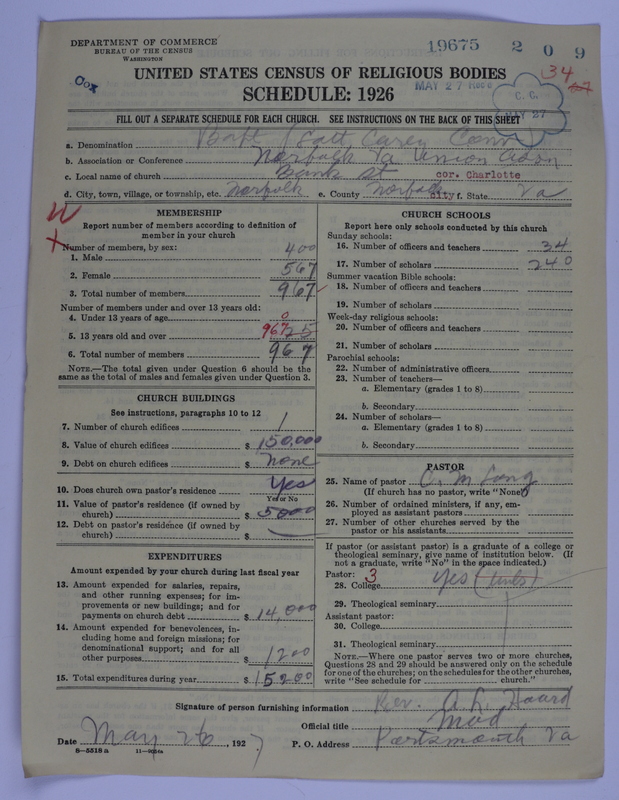 DEPARTMENT OF COMMERCE
BUREAU OF THE CENSUS
WASHINGTON
19675 2 0 9
Cox
34
UNITED STATES CENSUS OF RELIGIOUS BODIES
SCHEDULE: 1926
MAY 27
C. C.
MAY 27
FILL OUT A SEPARATE SCHEDULE FOR EACH CHURCH. SEE INSTRUCTIONS ON THE BACK OF THIS SHEET
a. Denomination Bapt (Lott Carey Conv)
b. Association or Conference Norfolk Va Union Assn
c. Local name of church Bank St cor. Charlotte
d. City, town, village, or township, etc. Norfolk e. County Norfolk city f. State Va
MEMBERSHIP
Report number of members according to definition of
member in your church
Number of members, by sex:
1. Male 400
2. Female 567
3. Total number of members 967
Number of members under and over 13 years old:
4. Under 13 years of age 0
5. 13 years old and over 967
6. Total number of members 967
NOTE.—The total given under Question 6 should be the
same as the total of males and females given under Question 3.
CHURCH BUILDINGS
See instructions, paragraphs 10 to 12
7. Number of church edifices 1
8. Value of church edifices $ 150,000
9. Debt on church edifices $ none
10. Does church own pastor's residence Yes
Yes or No
11. Value of pastor's residence (if owned by
church) $ 5000
12. Debt on pastor's residence (if owned by
church) $
EXPENDITURES
Amount expended by church during last fiscal year
13. Amount expended for salaries, repairs,
and other running expenses; for im-
provements or new buildings; and for
payments on church debt $ 14,000
14. Amount expended for benevolences, in-
cluding home and foreign missions; for
denominational support; and for all
other purposes $ 1200
15. Total expenditures during year $ 15200
CHURCH SCHOOLS
Report here only schools conducted by this church
Sunday schools:
16. Number of officers and teachers 34
17. Number of scholars 240
Summer vacation Bible schools:
18. Number of officers and teachers
19. Number of scholars
Week-day religious schools:
20. Number of officers and teachers
21. Number of scholars
Parochial schools:
22. Number of administrative officers
23. Number of teachers—
a. Elementary (grades 1 to 8)
b. Secondary
24. Number of scholars—
a. Elementary (grades 1 to 8)
b. Secondary
PASTOR
25. Name of pastor C. M Long
(If church has no pastor, write "None")
26. Number of ordained ministers, if any, em-
ployed as assistant pastors
27. Number of other churches served by the
pastor or his assistants
If pastor (or assistant pastor) is a graduate of a college or
theological seminary, give name of institution below. (If
not a graduate, write "No" in the space indicated.)
Pastor: 3
28. College yes
29. Theological seminary
Assistant pastor:
30. College
31. Theological seminary
NOTE.—Where one pastor serves two or more churches,
Questions 28 and 29 should be answered only on the schedule
for one of the churches; on the schedules for the other churches,
write "See schedule for church."
Signature of person furnishing information Rev. A. L.
Official title Mod
Date May 26, 1927 P. O. Address Portsmouth Va
8—5518 a